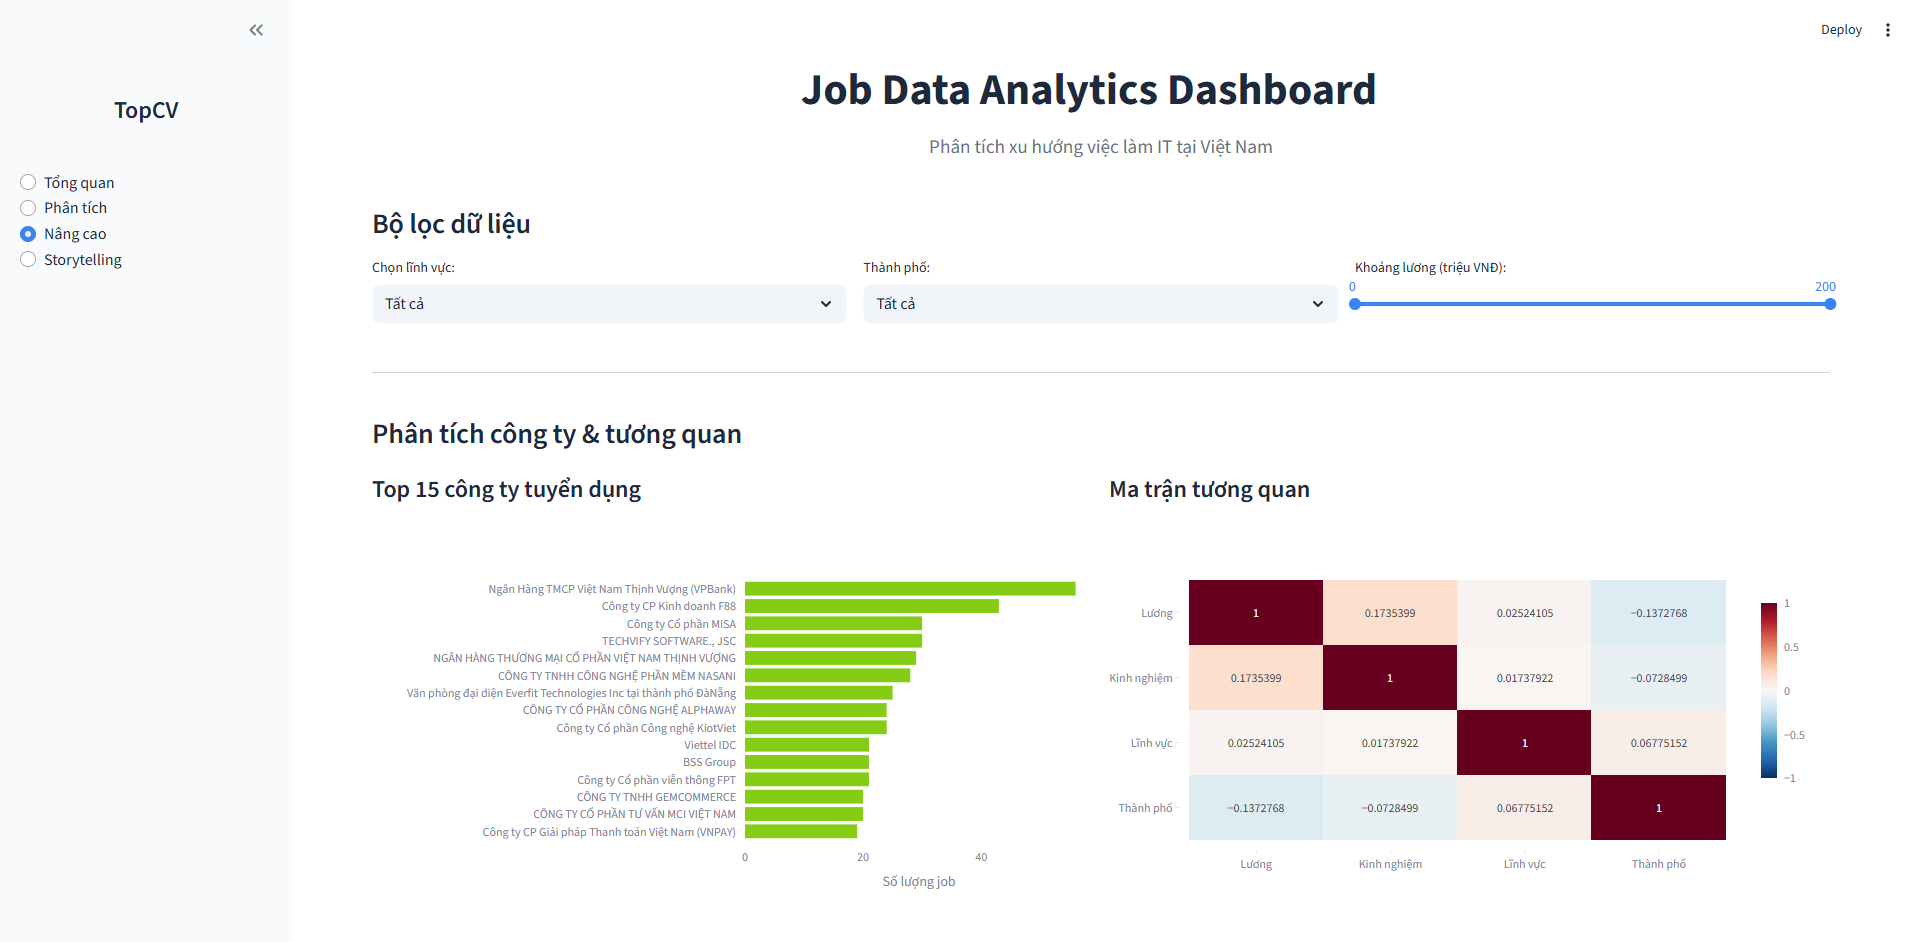 Deploy
TopCV
Tổng quan
Phân tích
Nâng cao
Storytelling
Job Data Analytics Dashboard
Phân tích xu hướng việc làm IT tại Việt Nam
Bộ lọc dữ liệu
Chọn lĩnh vực:
Tất cả
Thành phố:
Tất cả
Khoảng lương (triệu VNĐ):
0 200
Phân tích công ty & tương quan
Top 15 công ty tuyển dụng
Ngân Hàng TMCP Việt Nam Thịnh Vượng (VPBank)
Công ty CP Kinh doanh F88
Công ty Cổ phần MISA
TECHVIFY SOFTWARE., JSC
NGÂN HÀNG THƯƠNG MẠI CỔ PHẦN VIỆT NAM THỊNH VƯỢNG
CÔNG TY TNHH CÔNG NGHỆ PHẦN MỀM NASANI
Văn phòng đại diện Everfit Technologies Inc tại thành phố ĐàNẵng
CÔNG TY CỔ PHẦN CÔNG NGHỆ ALPHAWAY
Công ty Cổ phần Công nghệ KiotViet
Viettel IDC
BSS Group
Công ty Cổ phần viễn thông FPT
CÔNG TY TNHH GEMCOMMERCE
CÔNG TY CỔ PHẦN TƯ VẤN MCI VIỆT NAM
Công ty CP Giải pháp Thanh toán Việt Nam (VNPAY)
0 20 40
Số lượng job
Ma trận tương quan
Lương 1 0.1735399 0.02524105 −0.1372768
Kinh nghiệm 0.1735399 1 0.01737922 −0.0728499
Lĩnh vực 0.02524105 0.01737922 1 0.06775152
Thành phố −0.1372768 −0.0728499 0.06775152 1
Lương Kinh nghiệm Lĩnh vực Thành phố
1
0.5
0
−0.5
−1